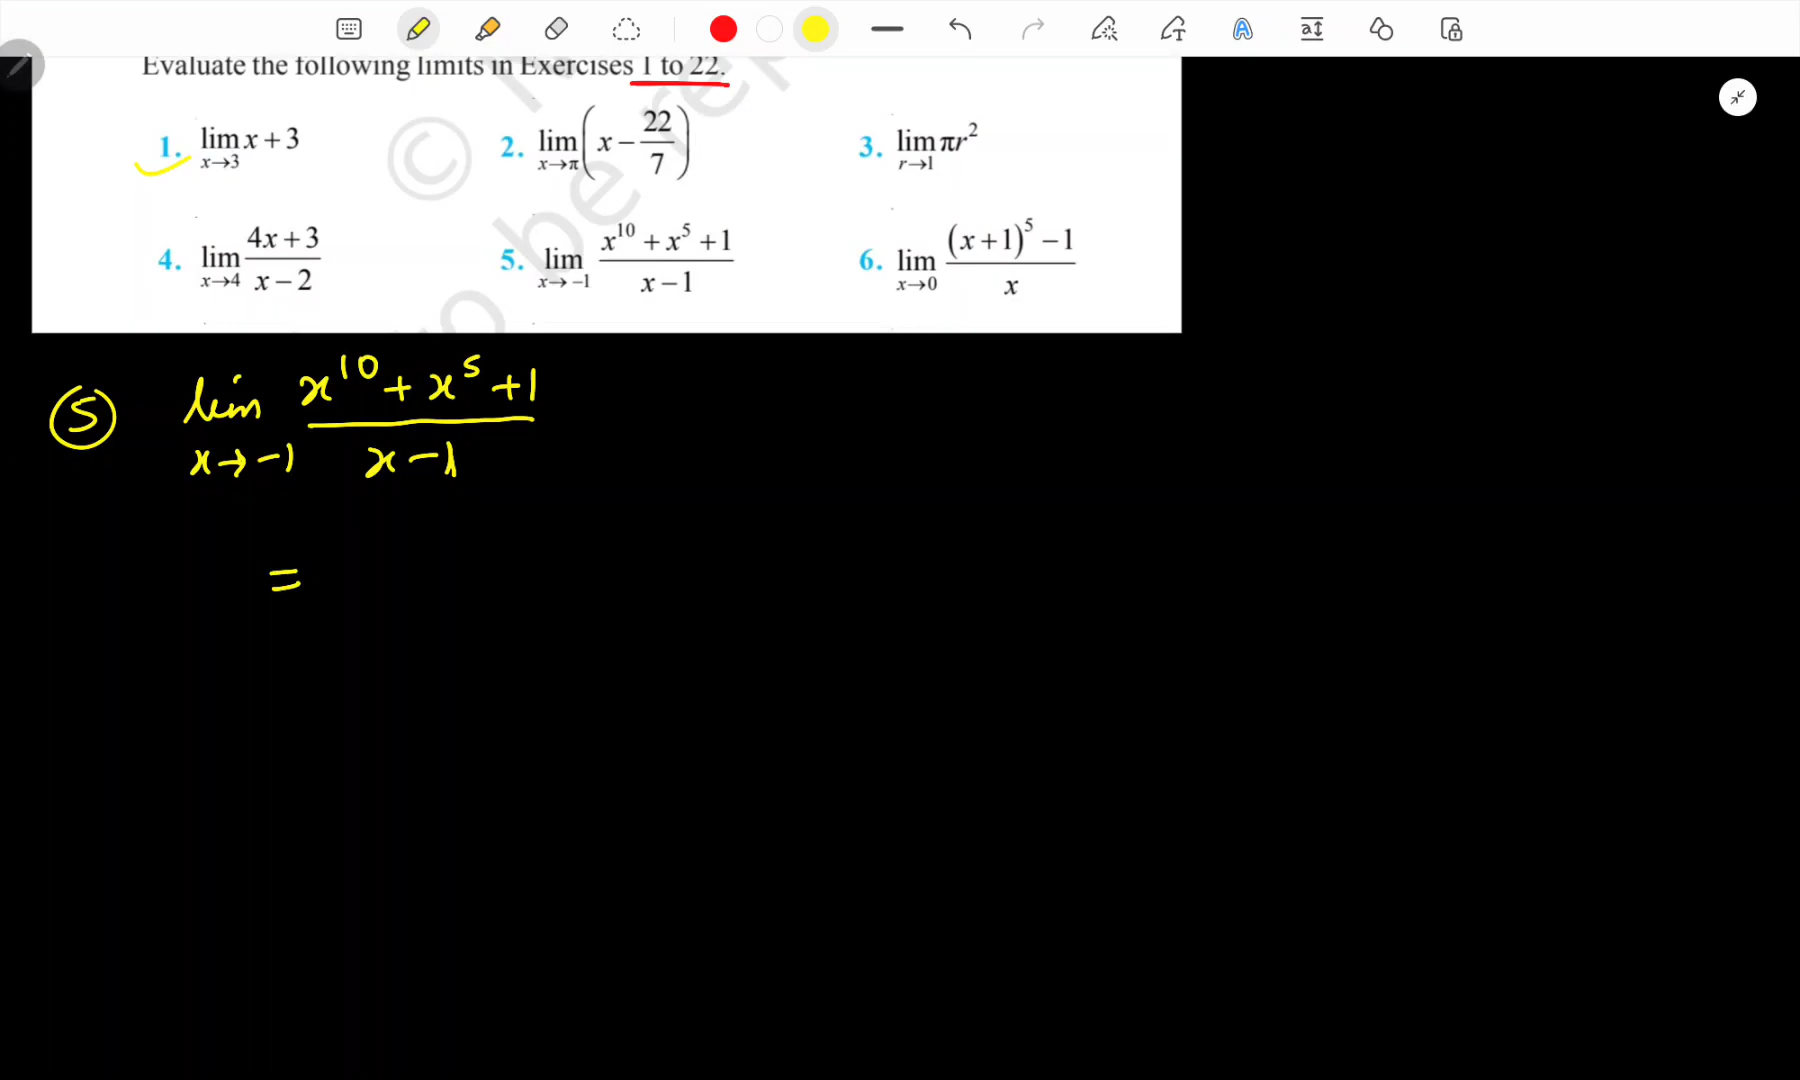 Evaluate the following limits in Exercises 1 to 22.
1. lim x→3 x + 3
2. lim x→π (x − 22/7)
3. lim r→1 πr²
4. lim x→4 (4x + 3)/(x − 2)
5. lim x→−1 (x¹⁰ + x⁵ + 1)/(x − 1)
6. lim x→0 ((x + 1)⁵ − 1)/x
⑤ lim x→−1 (x¹⁰ + x⁵ + 1)/(x − 1)
=